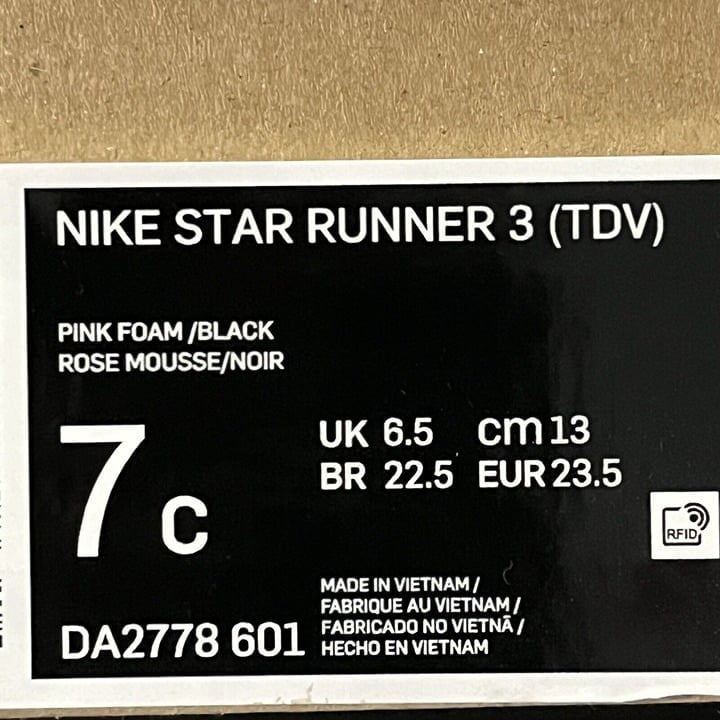 NIKE STAR RUNNER 3 (TDV)
PINK FOAM /BLACK
ROSE MOUSSE/NOIR
7 C
UK 6.5 cm 13
BR 22.5 EUR 23.5
RFID
MADE IN VIETNAM /
FABRIQUE AU VIETNAM /
FABRICADO NO VIETNÃ /
HECHO EN VIETNAM
DA2778 601